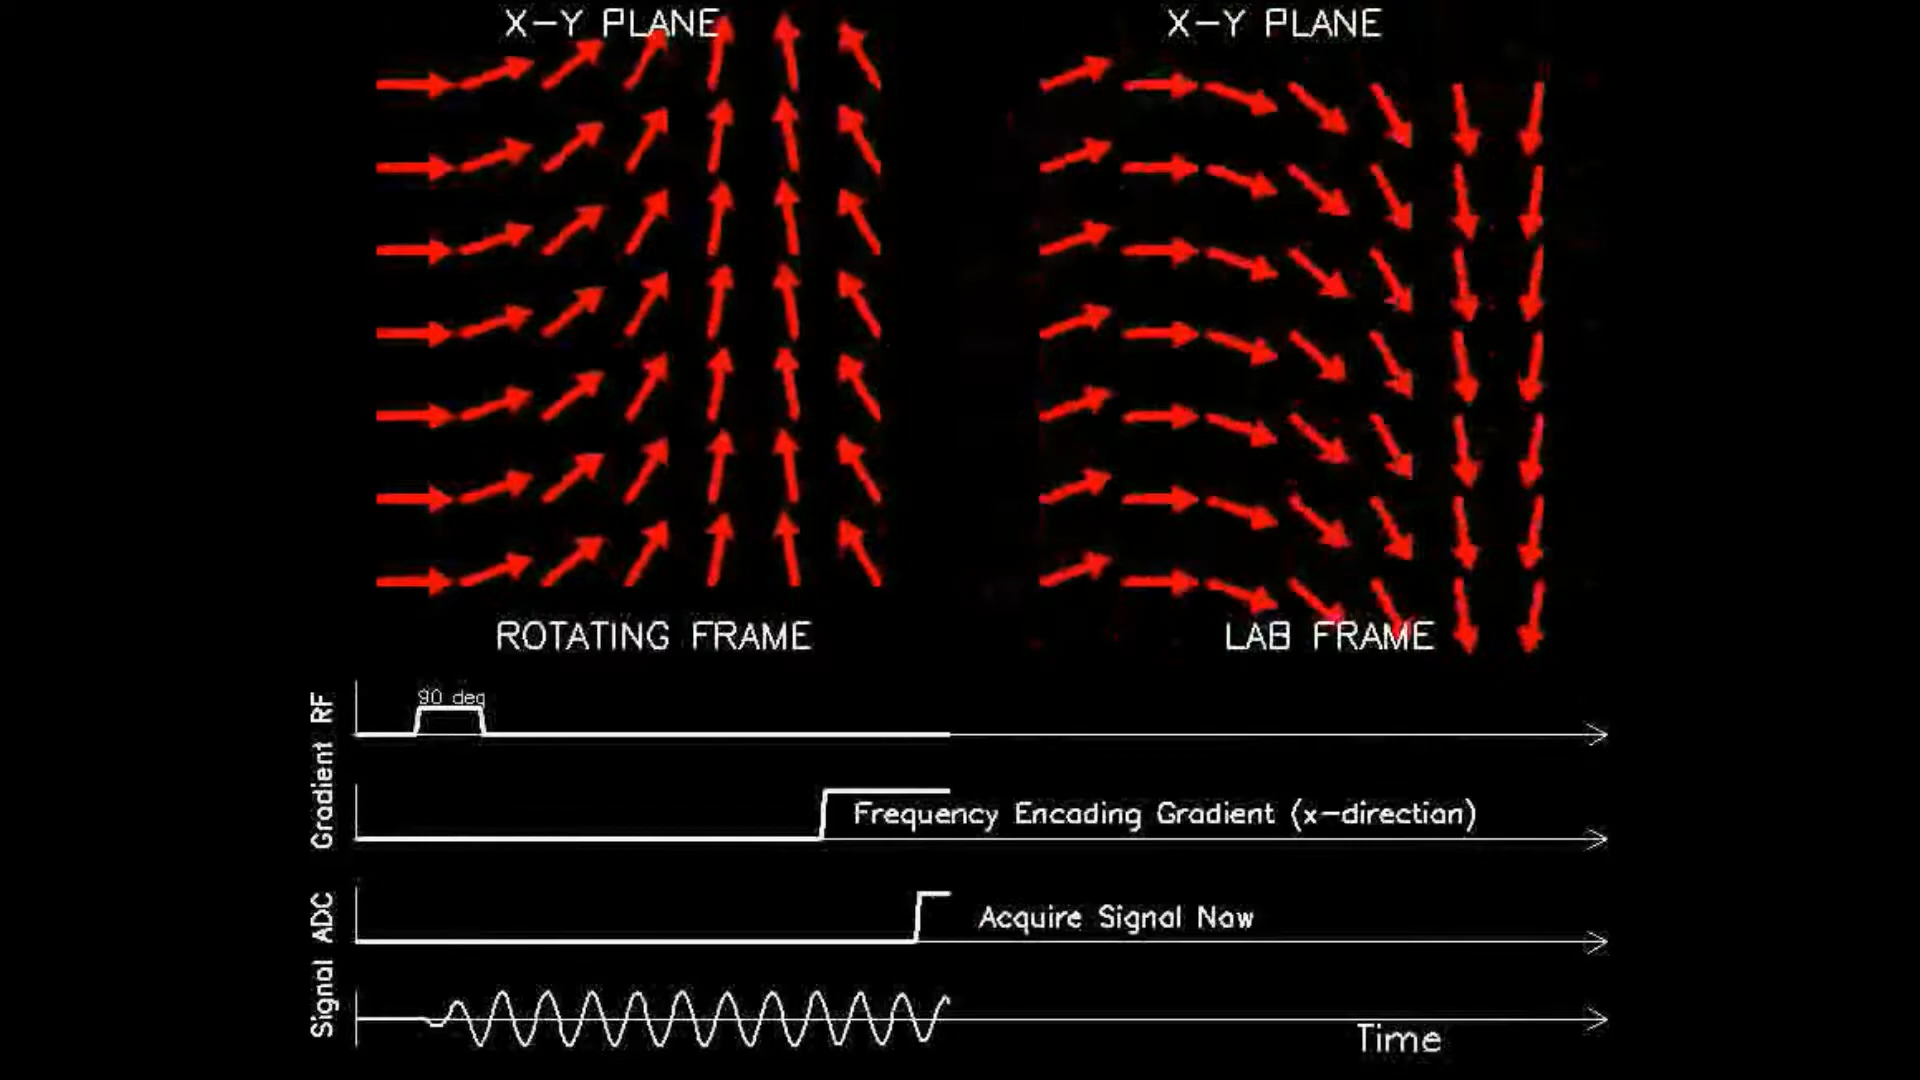 X-Y PLANE
X-Y PLANE
ROTATING FRAME
LAB FRAME
RF
90 deg
Gradient
Frequency Encoding Gradient (x-direction)
ADC
Acquire Signal Now
Signal
Time